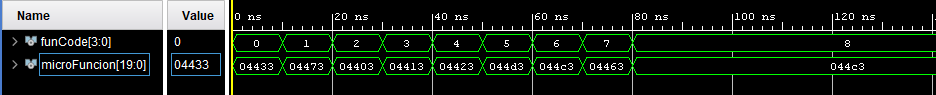 Name Value 0 ns 20 ns 40 ns 60 ns 80 ns 100 ns 120 ns
funCode[3:0] 0 0 1 2 3 4 5 6 7 8
microFuncion[19:0] 04433 04433 04473 04403 04413 04423 044d3 044c3 04463 044c3